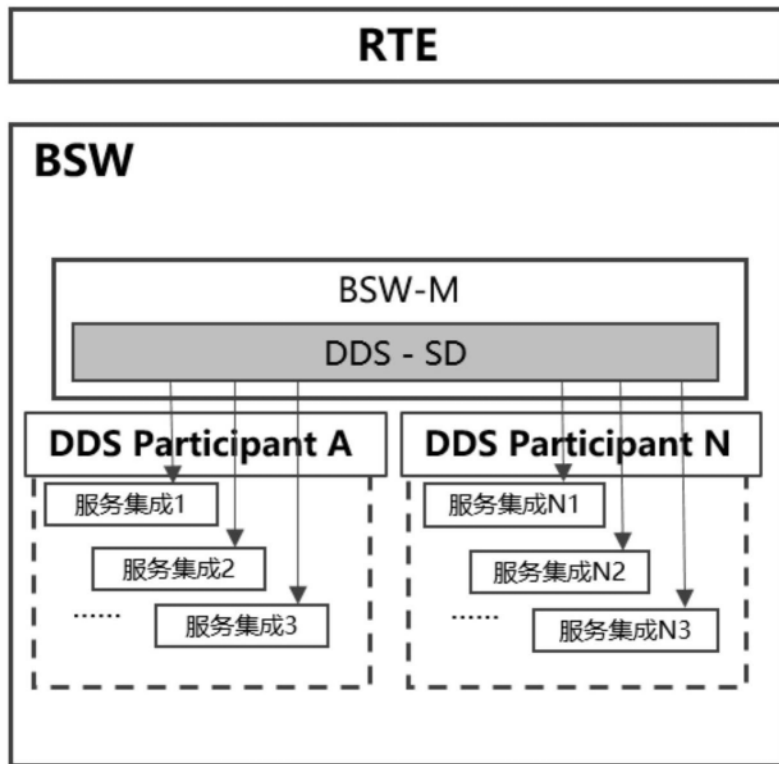 RTE
BSW
BSW-M
DDS - SD
DDS Participant A
DDS Participant N
服务集成1
服务集成N1
服务集成2
服务集成N2
......
服务集成3
......
服务集成N3